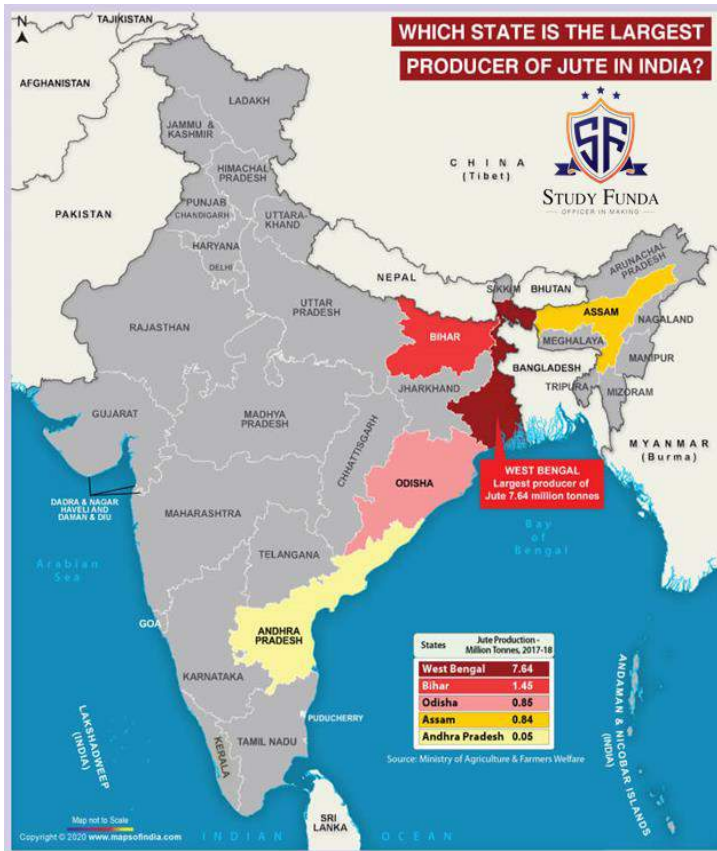 WHICH STATE IS THE LARGEST
PRODUCER OF JUTE IN INDIA?
N
TAJIKISTAN
AFGHANISTAN
LADAKH
JAMMU &
KASHMIR
HIMACHAL
PRADESH
PUNJAB
CHANDIGARH
UTTARA-
KHAND
HARYANA
DELHI
PAKISTAN
CHINA
(Tibet)
SF
STUDY FUNDA
OFFICER IN MAKING
NEPAL
SIKKIM
BHUTAN
ARUNACHAL
PRADESH
ASSAM
NAGALAND
MEGHALAYA
MANIPUR
BANGLADESH
TRIPURA
MIZORAM
MYANMAR
(Burma)
RAJASTHAN
UTTAR
PRADESH
BIHAR
JHARKHAND
GUJARAT
MADHYA
PRADESH
CHHATTISGARH
WEST BENGAL
Largest producer of
Jute 7.64 million tonnes
DADRA & NAGAR
HAVELI AND
DAMAN & DIU
MAHARASHTRA
ODISHA
TELANGANA
Arabian
Sea
Bay
of
Bengal
GOA
ANDHRA
PRADESH
KARNATAKA
PUDUCHERRY
TAMIL NADU
KERALA
LAKSHADWEEP
(INDIA)
ANDAMAN & NICOBAR ISLANDS
(INDIA)
SRI
LANKA
States Jute Production -
Million Tonnes, 2017-18
West Bengal 7.64
Bihar 1.45
Odisha 0.85
Assam 0.84
Andhra Pradesh 0.05
Source: Ministry of Agriculture & Farmers Welfare
Map not to Scale
Copyright © 2020 www.mapsofindia.com
INDIAN OCEAN